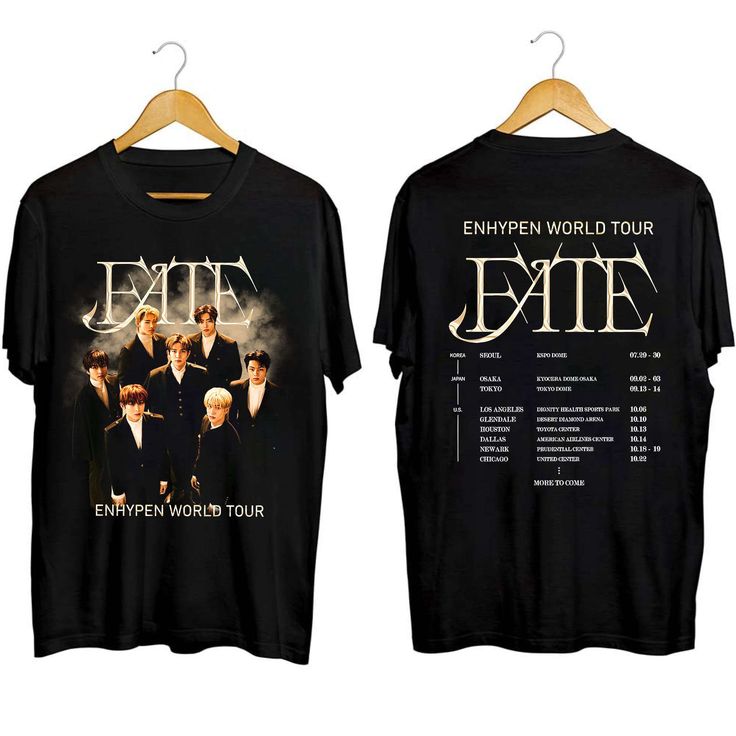 FATE
ENHYPEN WORLD TOUR
ENHYPEN WORLD TOUR
FATE
KOREA SEOUL KSPO DOME 07.29 - 30
JAPAN OSAKA KYOCERA DOME OSAKA 09.02 - 03
TOKYO TOKYO DOME 09.13 - 14
U.S. LOS ANGELES DIGNITY HEALTH SPORTS PARK 10.06
GLENDALE DESERT DIAMOND ARENA 10.10
HOUSTON TOYOTA CENTER 10.13
DALLAS AMERICAN AIRLINES CENTER 10.14
NEWARK PRUDENTIAL CENTER 10.18 - 19
CHICAGO UNITED CENTER 10.22
MORE TO COME